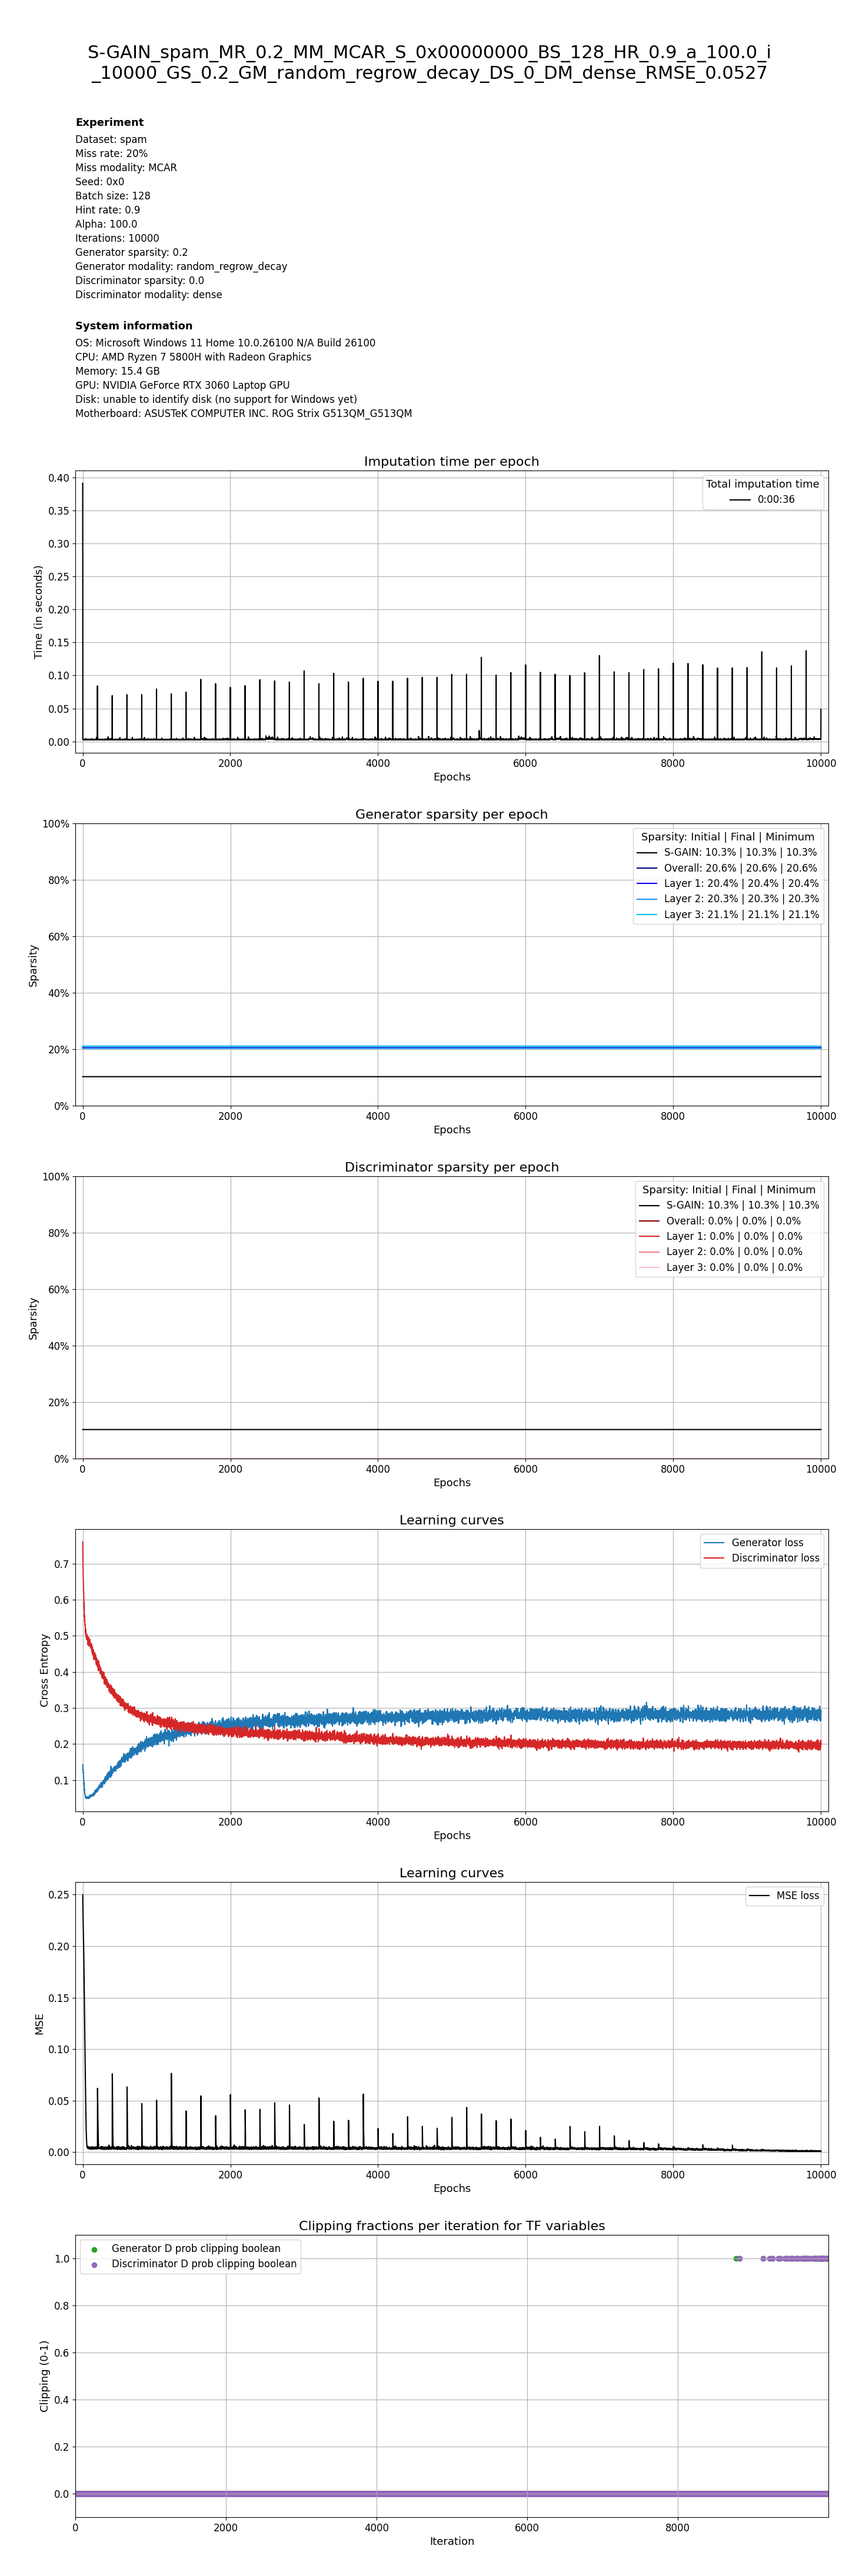 S-GAIN_spam_MR_0.2_MM_MCAR_S_0x00000000_BS_128_HR_0.9_a_100.0_i
_10000_GS_0.2_GM_random_regrow_decay_DS_0_DM_dense_RMSE_0.0527
Experiment
Dataset: spam
Miss rate: 20%
Miss modality: MCAR
Seed: 0x0
Batch size: 128
Hint rate: 0.9
Alpha: 100.0
Iterations: 10000
Generator sparsity: 0.2
Generator modality: random_regrow_decay
Discriminator sparsity: 0.0
Discriminator modality: dense
System information
OS: Microsoft Windows 11 Home 10.0.26100 N/A Build 26100
CPU: AMD Ryzen 7 5800H with Radeon Graphics
Memory: 15.4 GB
GPU: NVIDIA GeForce RTX 3060 Laptop GPU
Disk: unable to identify disk (no support for Windows yet)
Motherboard: ASUSTeK COMPUTER INC. ROG Strix G513QM_G513QM
Imputation time per epoch
Total imputation time
0:00:36
Time (in seconds)
0.40
0.35
0.30
0.25
0.20
0.15
0.10
0.05
0.00
0 2000 4000 6000 8000 10000
Epochs
Generator sparsity per epoch
Sparsity: Initial | Final | Minimum
S-GAIN: 10.3% | 10.3% | 10.3%
Overall: 20.6% | 20.6% | 20.6%
Layer 1: 20.4% | 20.4% | 20.4%
Layer 2: 20.3% | 20.3% | 20.3%
Layer 3: 21.1% | 21.1% | 21.1%
Sparsity
100%
80%
60%
40%
20%
0%
0 2000 4000 6000 8000 10000
Epochs
Discriminator sparsity per epoch
Sparsity: Initial | Final | Minimum
S-GAIN: 10.3% | 10.3% | 10.3%
Overall: 0.0% | 0.0% | 0.0%
Layer 1: 0.0% | 0.0% | 0.0%
Layer 2: 0.0% | 0.0% | 0.0%
Layer 3: 0.0% | 0.0% | 0.0%
Sparsity
100%
80%
60%
40%
20%
0%
0 2000 4000 6000 8000 10000
Epochs
Learning curves
Generator loss
Discriminator loss
Cross Entropy
0.7
0.6
0.5
0.4
0.3
0.2
0.1
0 2000 4000 6000 8000 10000
Epochs
Learning curves
MSE loss
MSE
0.25
0.20
0.15
0.10
0.05
0.00
0 2000 4000 6000 8000 10000
Epochs
Clipping fractions per iteration for TF variables
Generator D prob clipping boolean
Discriminator D prob clipping boolean
Clipping (0-1)
1.0
0.8
0.6
0.4
0.2
0.0
0 2000 4000 6000 8000
Iteration